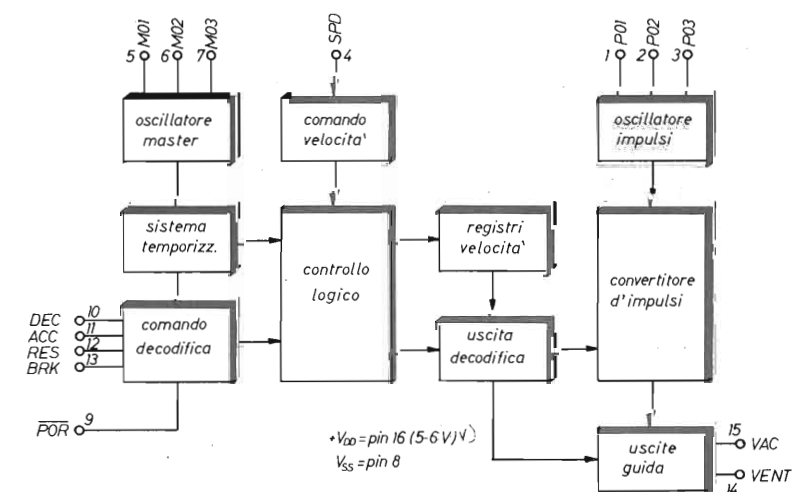 MO1 MO2 MO3 SPD PO1 PO2 PO3
5 6 7 4 1 2 3
oscillatore
master
comando
velocita'
oscillatore
impulsi
sistema
temporizz.
controllo
logico
registri
velocita'
convertitore
d'impulsi
DEC 10
ACC 11
RES 12
BRK 13
comando
decodifica
uscita
decodifica
POR 9
+VDD = pin 16 (5-6 V)
VSS = pin 8
uscite
guida
15 VAC
VENT
14